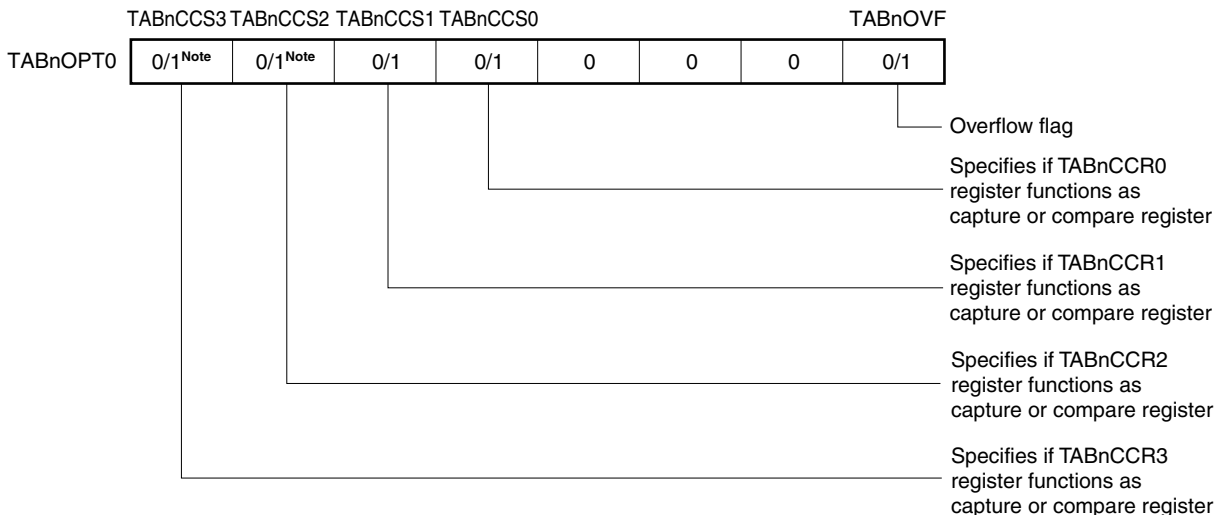 TABnCCS3 TABnCCS2 TABnCCS1 TABnCCS0 TABnOVF
TABnOPT0 0/1Note 0/1Note 0/1 0/1 0 0 0 0/1
Overflow flag
Specifies if TABnCCR0
register functions as
capture or compare register
Specifies if TABnCCR1
register functions as
capture or compare register
Specifies if TABnCCR2
register functions as
capture or compare register
Specifies if TABnCCR3
register functions as
capture or compare register